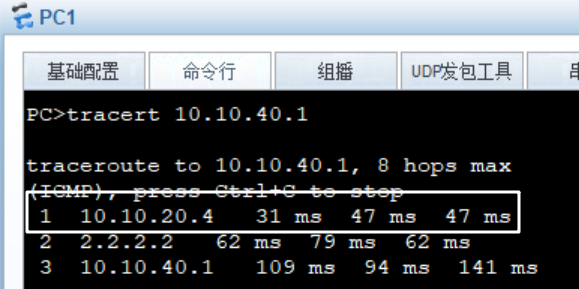 PC1
基础配置 命令行 组播 UDP发包工具
PC>tracert 10.10.40.1
traceroute to 10.10.40.1, 8 hops max
(ICMP), press Ctrl+C to stop
1 10.10.20.4 31 ms 47 ms 47 ms
2 2.2.2.2 62 ms 79 ms 62 ms
3 10.10.40.1 109 ms 94 ms 141 ms